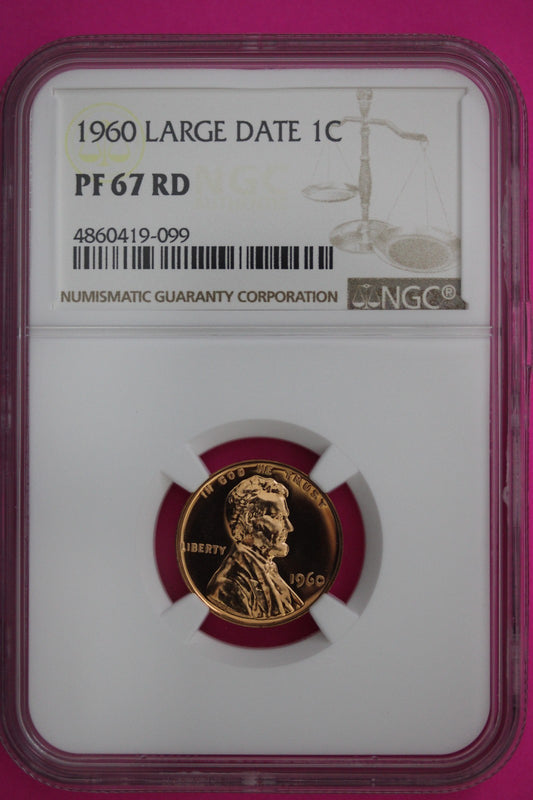 1960 LARGE DATE 1C
PF 67 RD
4860419-099
NUMISMATIC GUARANTY CORPORATION
NGC®
IN GOD WE TRUST
LIBERTY
1960